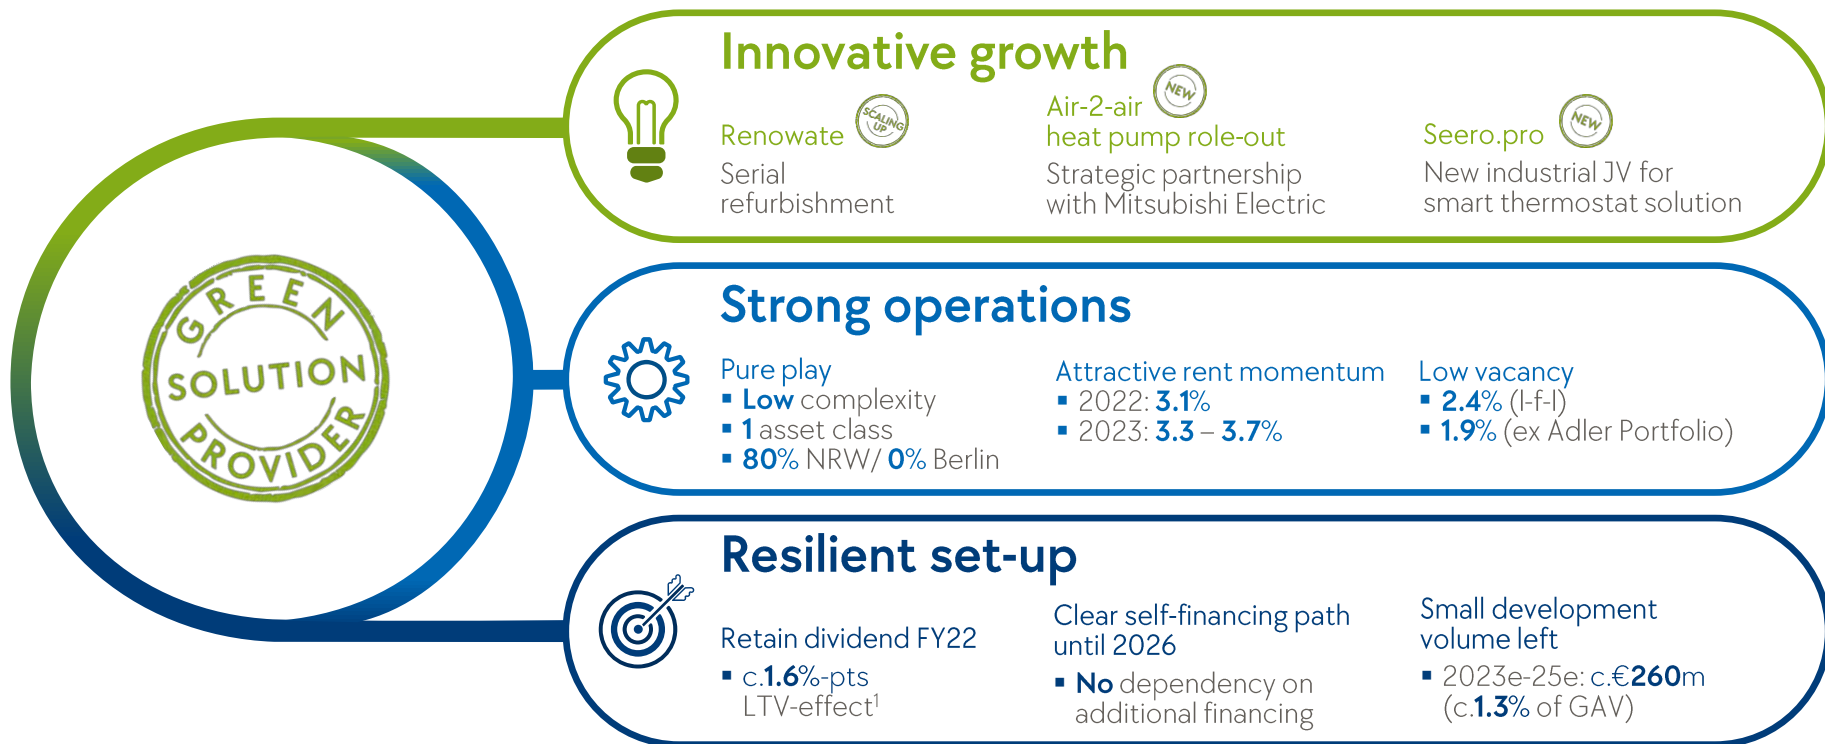 GREEN
SOLUTION
PROVIDER
Innovative growth
Renowate
SCALING
UP
Serial
refurbishment
Air-2-air
heat pump role-out
NEW
Strategic partnership
with Mitsubishi Electric
Seero.pro
NEW
New industrial JV for
smart thermostat solution
Strong operations
Pure play
▪ Low complexity
▪ 1 asset class
▪ 80% NRW/ 0% Berlin
Attractive rent momentum
▪ 2022: 3.1%
▪ 2023: 3.3 – 3.7%
Low vacancy
▪ 2.4% (l-f-l)
▪ 1.9% (ex Adler Portfolio)
Resilient set-up
Retain dividend FY22
▪ c.1.6%-pts
LTV-effect¹
Clear self-financing path
until 2026
▪ No dependency on
additional financing
Small development
volume left
▪ 2023e-25e: c.€260m
(c.1.3% of GAV)